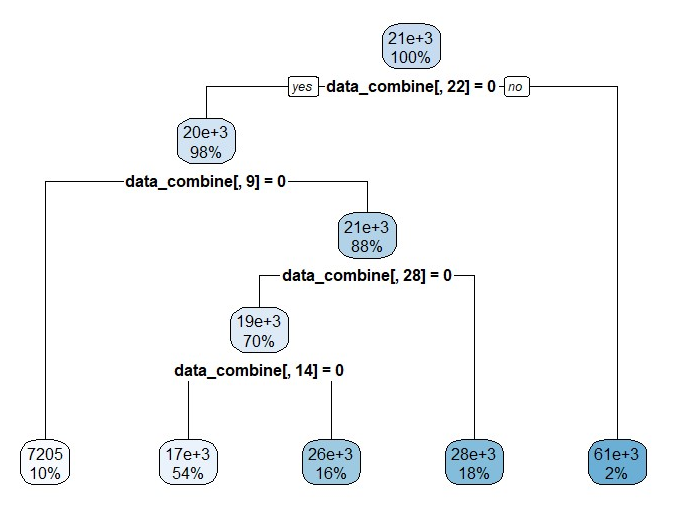 21e+3
100%
yes data_combine[, 22] = 0 no
20e+3
98%
data_combine[, 9] = 0
21e+3
88%
data_combine[, 28] = 0
19e+3
70%
data_combine[, 14] = 0
7205 17e+3 26e+3 28e+3 61e+3
10% 54% 16% 18% 2%